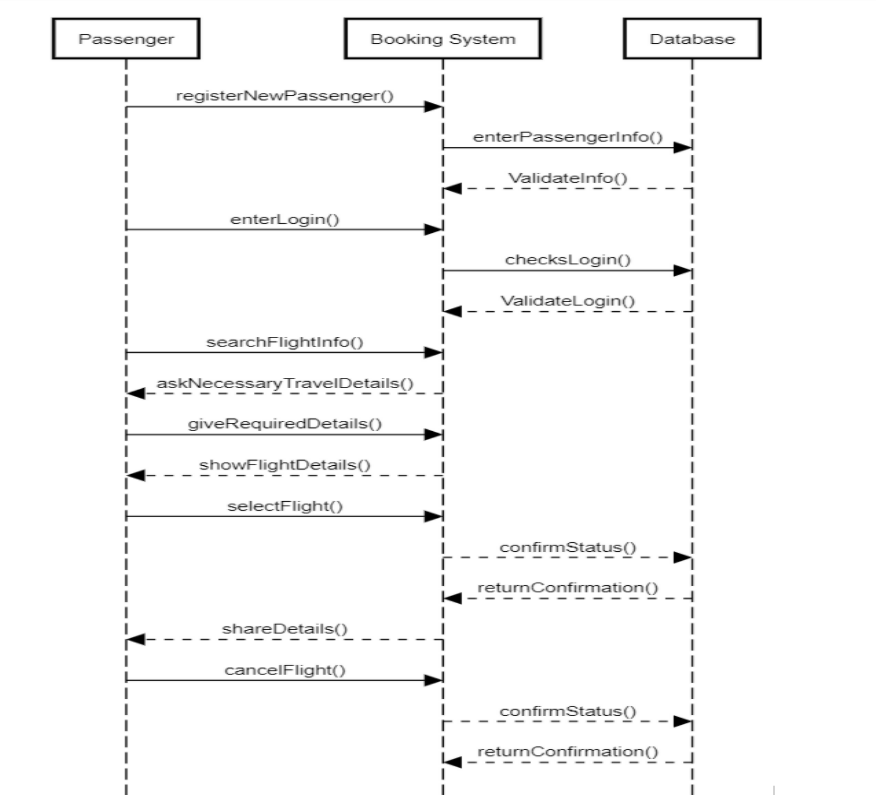 Passenger
Booking System
Database
registerNewPassenger()
enterPassengerInfo()
ValidateInfo()
enterLogin()
checksLogin()
ValidateLogin()
searchFlightInfo()
askNecessaryTravelDetails()
giveRequiredDetails()
showFlightDetails()
selectFlight()
confirmStatus()
returnConfirmation()
shareDetails()
cancelFlight()
confirmStatus()
returnConfirmation()